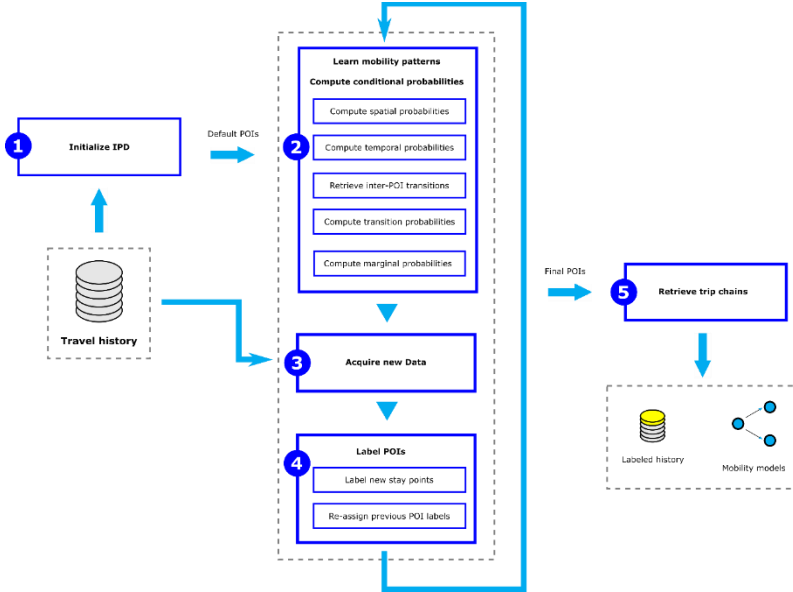 1
Initialize IPD
Default POIs
Travel history
Learn mobility patterns
Compute conditional probabilities
2
Compute spatial probabilities
Compute temporal probabilities
Retrieve inter-POI transitions
Compute transition probabilities
Compute marginal probabilities
3
Acquire new Data
4
Label POIs
Label new stay points
Re-assign previous POI labels
Final POIs
5
Retrieve trip chains
Labeled history
Mobility models